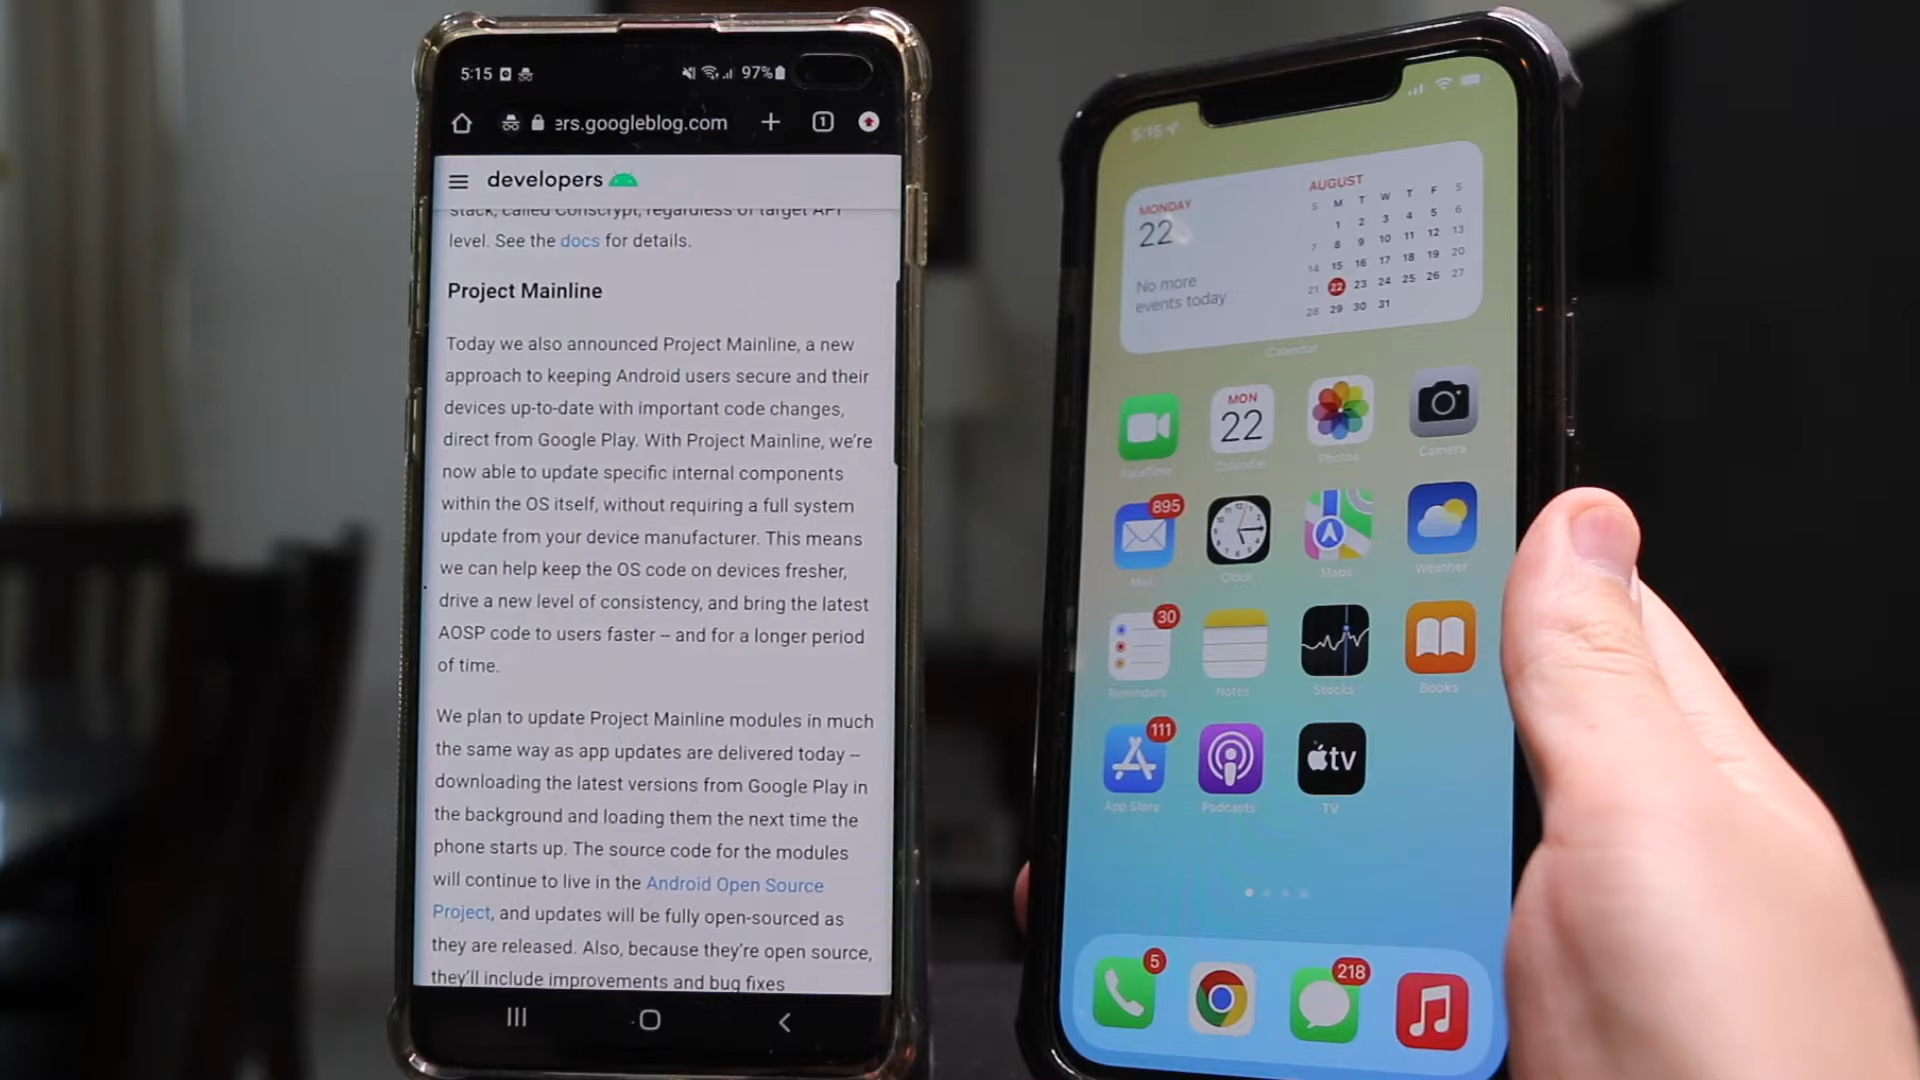 5:15
97%
ers.googleblog.com
1
developers
stack, called Conscrypt, regardless of target API
level. See the docs for details.
Project Mainline
Today we also announced Project Mainline, a new
approach to keeping Android users secure and their
devices up-to-date with important code changes,
direct from Google Play. With Project Mainline, we're
now able to update specific internal components
within the OS itself, without requiring a full system
update from your device manufacturer. This means
we can help keep the OS code on devices fresher,
drive a new level of consistency, and bring the latest
AOSP code to users faster – and for a longer period
of time.
We plan to update Project Mainline modules in much
the same way as app updates are delivered today –
downloading the latest versions from Google Play in
the background and loading them the next time the
phone starts up. The source code for the modules
will continue to live in the Android Open Source
Project, and updates will be fully open-sourced as
they are released. Also, because they're open source,
they'll include improvements and bug fixes
5:15
MONDAY
22
No more
events today
AUGUST
S M T W T F S
1 2 3 4 5 6
7 8 9 10 11 12 13
14 15 16 17 18 19 20
21 22 23 24 25 26 27
28 29 30 31
Calendar
MON
22
FaceTime Calendar Photos Camera
895
Mail Clock Maps Weather
30
Reminders Notes Stocks Books
111
tv
App Store Podcasts TV
5
218